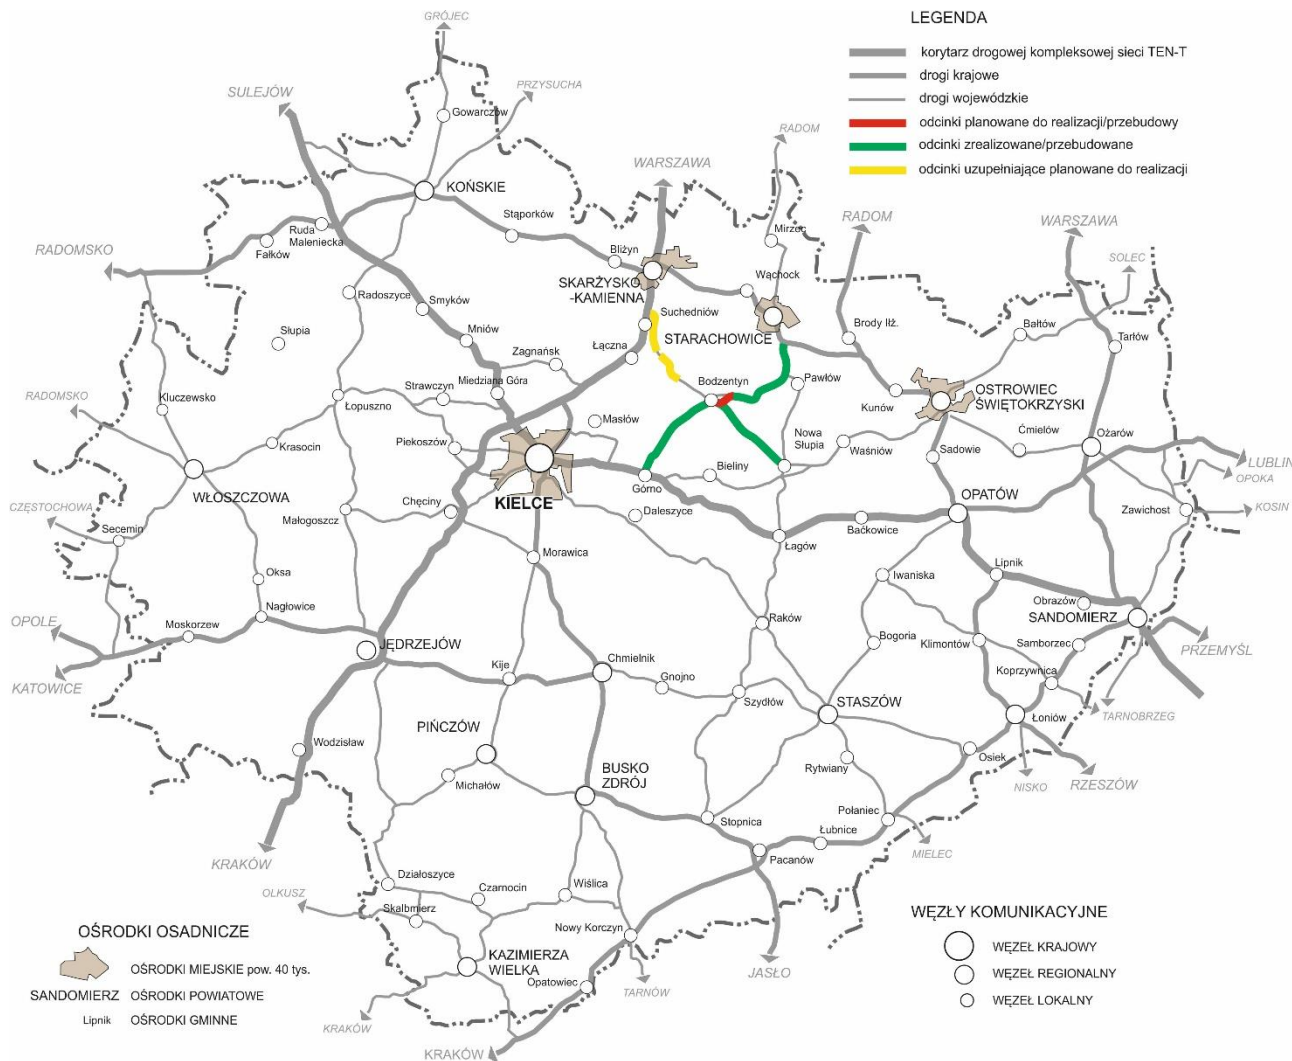 GRÓJEC
LEGENDA
korytarz drogowej kompleksowej sieci TEN-T
drogi krajowe
drogi wojewódzkie
odcinki planowane do realizacji/przebudowy
odcinki zrealizowane/przebudowane
odcinki uzupełniające planowane do realizacji
SULEJÓW
PRZYSUCHA
Gowarczów
RADOM
WARSZAWA
KOŃSKIE
RADOM
WARSZAWA
Stąporków
Ruda
Maleniecka
Fałków
RADOMSKO
Bliżyn
Mirzec
SOLEC
SKARŻYSKO
-KAMIENNA
Wąchock
Radoszyce
Smyków
Suchedniów
STARACHOWICE
Brody Iłż.
Bałtów
Tarłów
Słupia
Mniów
Zagnańsk
Łączna
RADOMSKO
Kluczewsko
Strawczyn
Miedziana Góra
Bodzentyn
Pawłów
Kunów
OSTROWIEC
ŚWIĘTOKRZYSKI
Łopuszno
Masłów
Krasocin
Piekoszów
Nowa
Słupia
Waśniów
Ćmielów
Sadowie
Ożarów
LUBLIN
OPOKA
WŁOSZCZOWA
KIELCE
Górno
Bieliny
OPATÓW
CZĘSTOCHOWA
Secemin
Małogoszcz
Chęciny
Daleszyce
Baćkowice
Zawichost
KOSIN
Łagów
Morawica
Oksa
Iwaniska
Lipnik
Nagłowice
Obrazów
SANDOMIERZ
OPOLE
Moskorzew
Raków
JĘDRZEJÓW
Bogoria
Klimontów
Samborzec
PRZEMYŚL
KATOWICE
Kije
Chmielnik
Gnojno
Koprzywnica
Szydłów
STASZÓW
TARNOBRZEG
Łoniów
PIŃCZÓW
Wodzisław
Michałów
BUSKO
ZDRÓJ
Rytwiany
Osiek
NISKO
RZESZÓW
Stopnica
Połaniec
Łubnice
KRAKÓW
Pacanów
MIELEC
Działoszyce
Czarnocin
Wiślica
OLKUSZ
Skalbmierz
Nowy Korczyn
JASŁO
KAZIMIERZA
WIELKA
Opatowiec
TARNÓW
KRAKÓW
KRAKÓW
OŚRODKI OSADNICZE
OŚRODKI MIEJSKIE pow. 40 tys.
SANDOMIERZ OŚRODKI POWIATOWE
Lipnik OŚRODKI GMINNE
WĘZŁY KOMUNIKACYJNE
WĘZEŁ KRAJOWY
WĘZEŁ REGIONALNY
WĘZEŁ LOKALNY